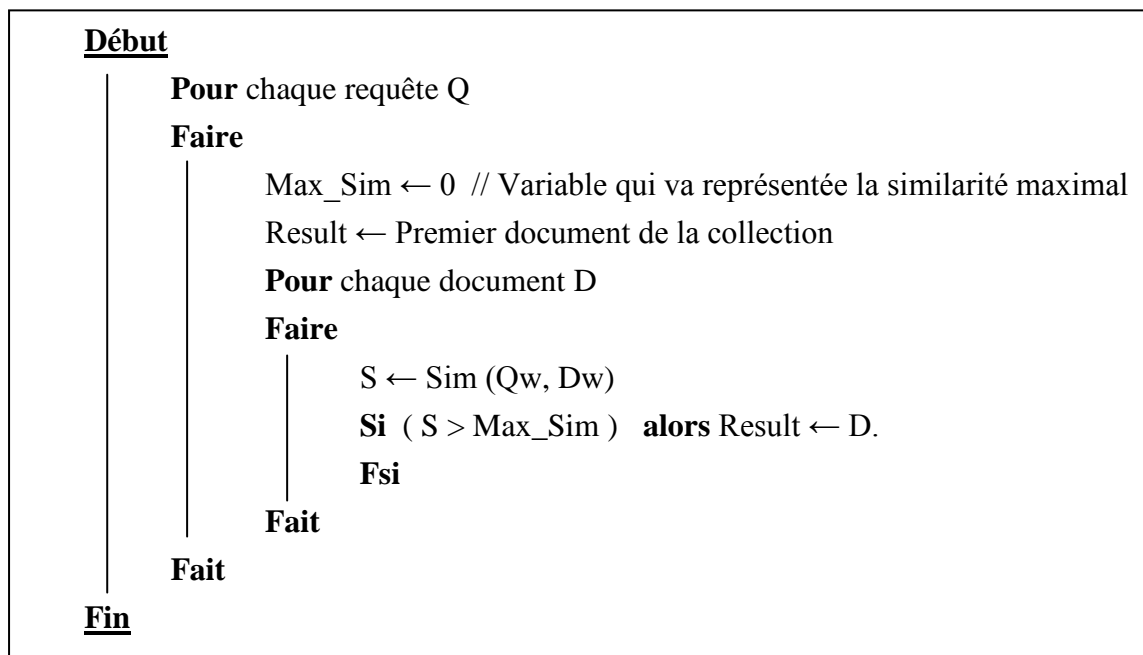 Début
Pour chaque requête Q
Faire
Max_Sim ← 0 // Variable qui va représentée la similarité maximal
Result ← Premier document de la collection
Pour chaque document D
Faire
S ← Sim (Qw, Dw)
Si ( S > Max_Sim ) alors Result ← D.
Fsi
Fait
Fait
Fin